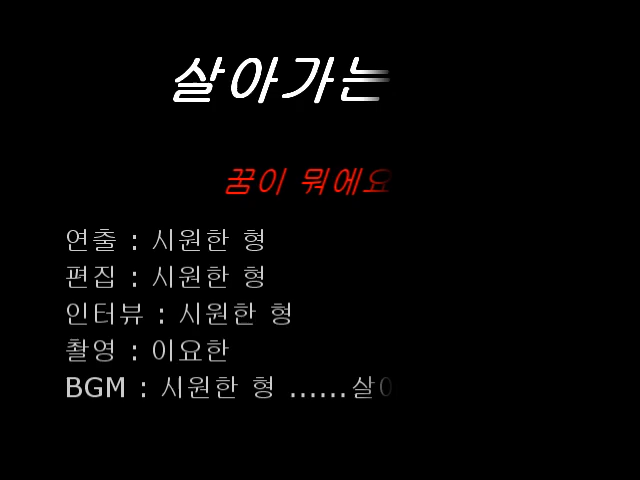 살아가는
꿈이 뭐에요
연출 : 시원한 형
편집 : 시원한 형
인터뷰 : 시원한 형
촬영 : 이요한
BGM : 시원한 형 ......살아